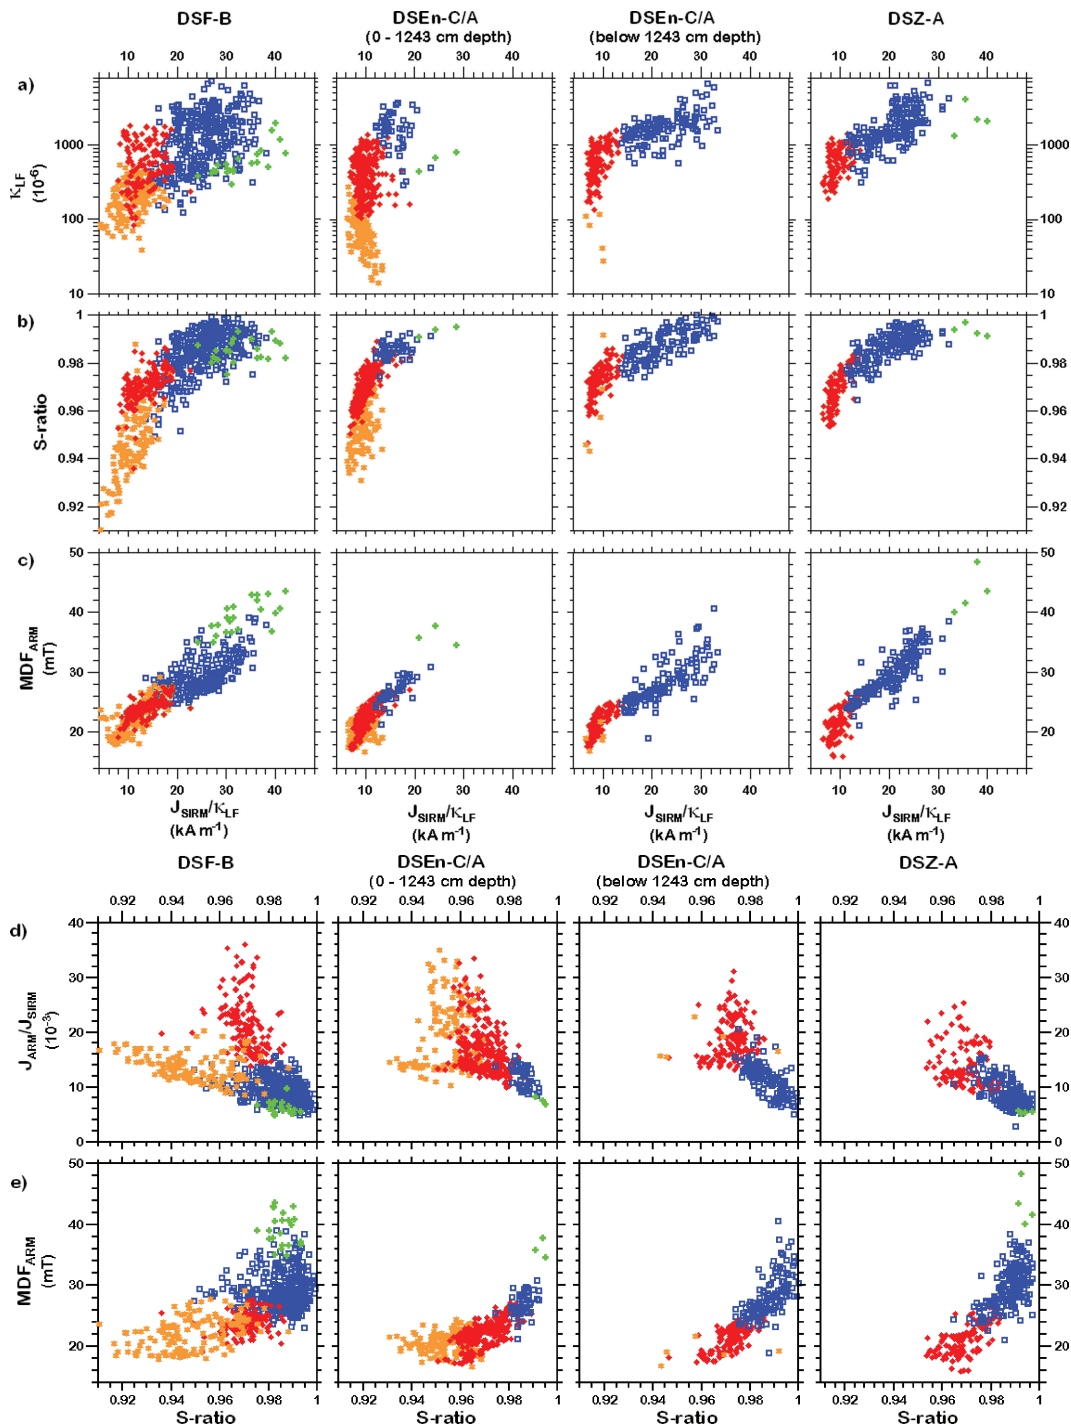 DSF-B DSEn-C/A DSEn-C/A DSZ-A
(0 - 1243 cm depth) (below 1243 cm depth)
10 20 30 40 10 20 30 40 10 20 30 40 10 20 30 40
a)
1000 1000
κLF
(10-6)
100 100
10 10
b)
1 1
0.98 0.98
S-ratio
0.96 0.96
0.94 0.94
0.92 0.92
c)
50 50
40 40
MDFARM
(mT)
30 30
20 20
10 20 30 40 10 20 30 40 10 20 30 40 10 20 30 40
JSIRM/κLF JSIRM/κLF JSIRM/κLF JSIRM/κLF
(kA m-1) (kA m-1) (kA m-1) (kA m-1)
DSF-B DSEn-C/A DSEn-C/A DSZ-A
(0 - 1243 cm depth) (below 1243 cm depth)
0.92 0.94 0.96 0.98 1 0.92 0.94 0.96 0.98 1 0.92 0.94 0.96 0.98 1 0.92 0.94 0.96 0.98 1
d)
40 40
30 30
JARM/JSIRM
(10-3)
20 20
10 10
0 0
e)
50 50
40 40
MDFARM
(mT)
30 30
20 20
0.92 0.94 0.96 0.98 1 0.92 0.94 0.96 0.98 1 0.92 0.94 0.96 0.98 1 0.92 0.94 0.96 0.98 1
S-ratio S-ratio S-ratio S-ratio